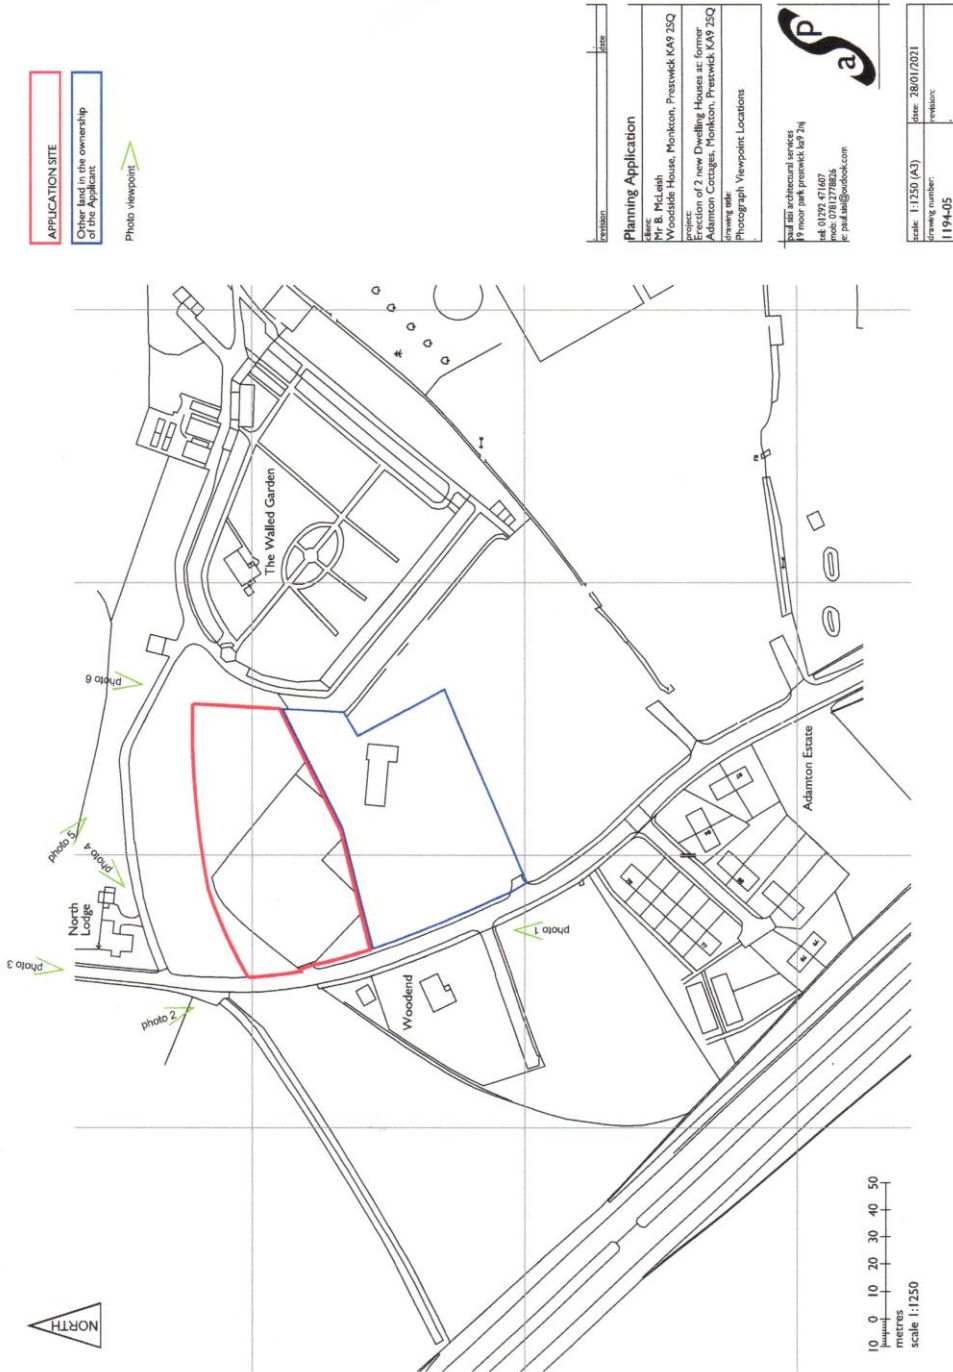 APPLICATION SITE
Other land in the ownership
of the Applicant
Photo viewpoint
revision
date
Planning Application
client:
Mr B. McLeish
Woodside House, Monkton, Prestwick KA9 2SQ
project:
Erection of 2 new Dwelling Houses at: former
Adamton Cottages, Monkton, Prestwick KA9 2SQ
drawing title:
Photograph Viewpoint Locations
a S p
paul sisi architectural services
19 moor park prestwick ka9 2nj
tel: 01292 471607
mob: 07812778826
e: paul.sisi@outlook.com
scale: 1:1250 (A3)
date: 28/01/2021
drawing number:
1194-05
revision:
The Walled Garden
photo 6
photo 5
photo 4
North
Lodge
photo 3
photo 2
photo 1
Woodend
Adamton Estate
NORTH
10 0 10 20 30 40 50
metres
scale 1:1250